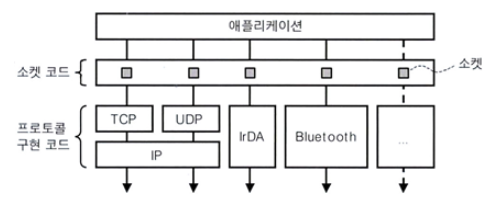 애플리케이션
소켓 코드
소켓
프로토콜
구현 코드
TCP
UDP
IP
IrDA
Bluetooth
...